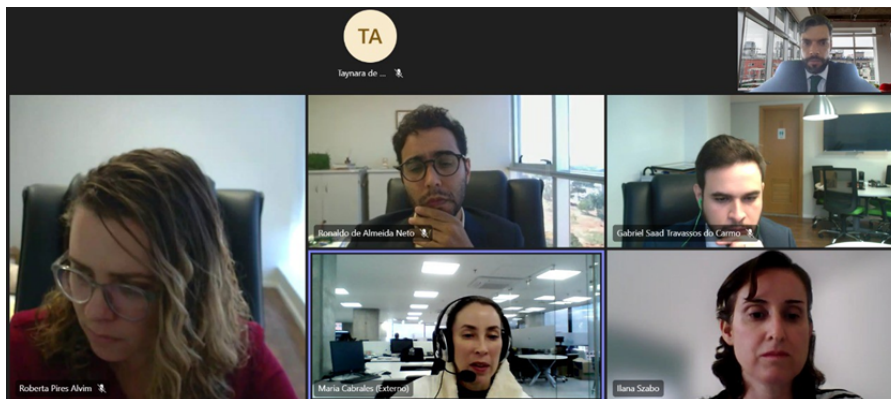 TA
laynara de ...
Ronaldo de Almeida Neto
Gabriel Saad Travassos do Carmo
Roberta Pires Alvim
Maria Cabrales (Externo)
Ilana Szabo